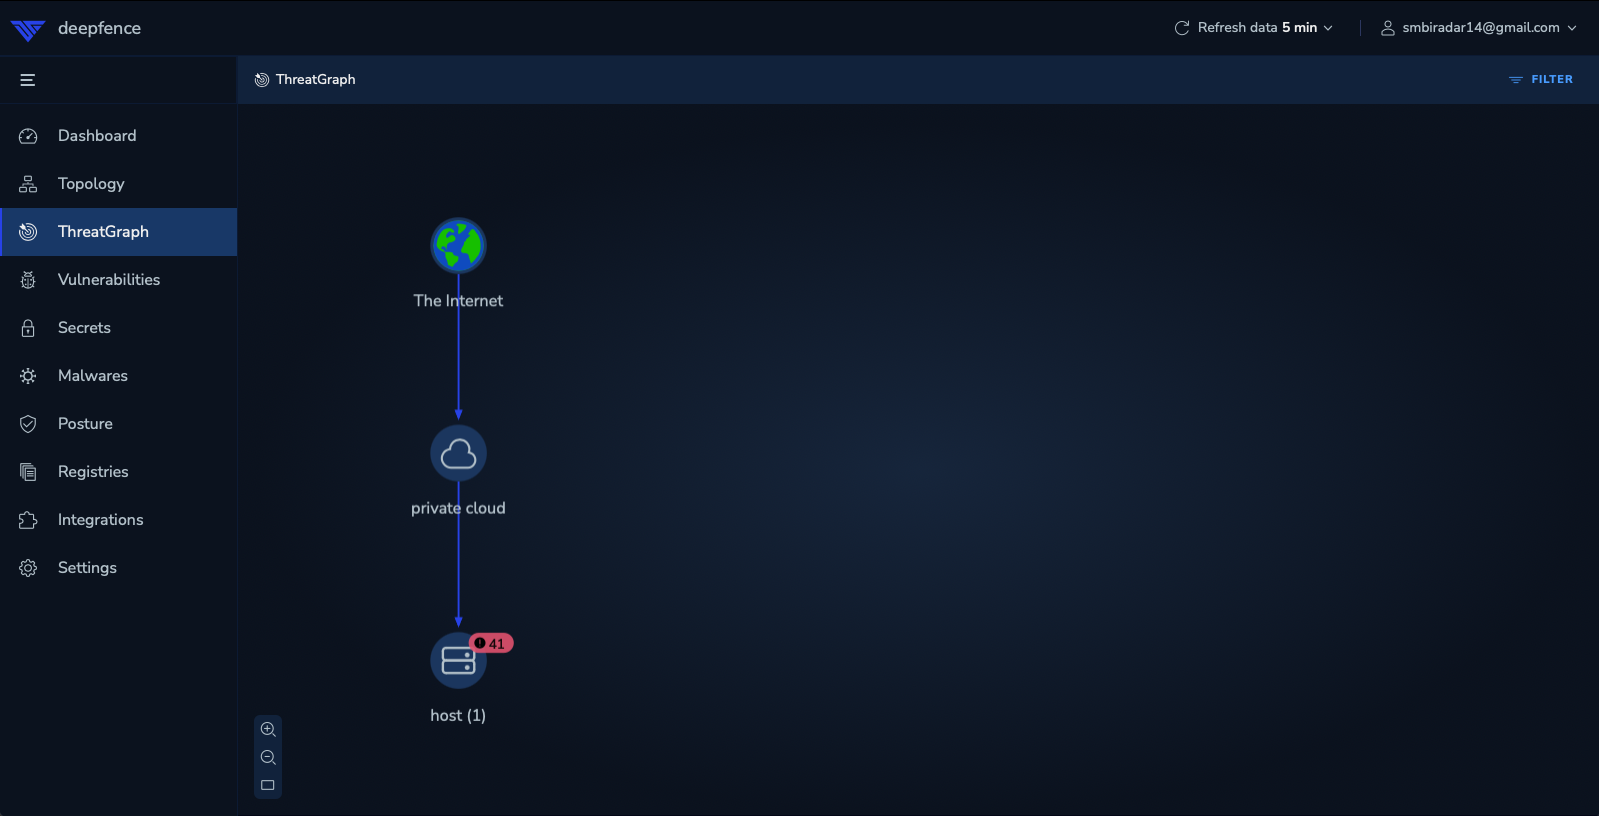 deepfence
Refresh data 5 min
smbiradar14@gmail.com
ThreatGraph
FILTER
Dashboard
Topology
ThreatGraph
Vulnerabilities
Secrets
Malwares
Posture
Registries
Integrations
Settings
The Internet
private cloud
41
host (1)